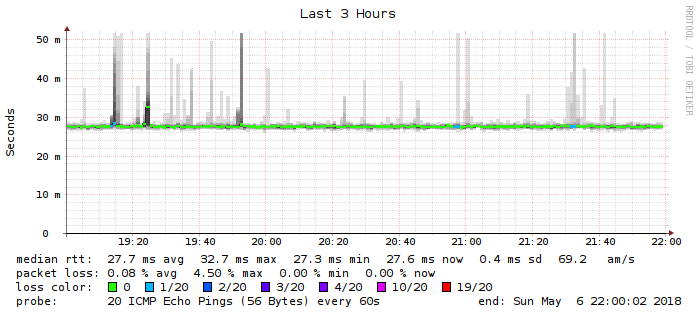 Last 3 Hours
RRDTOOL / TOBI OETIKER
Seconds
50 m
40 m
30 m
20 m
10 m
0
19:20 19:40 20:00 20:20 20:40 21:00 21:20 21:40 22:00
median rtt: 27.7 ms avg 32.7 ms max 27.3 ms min 27.6 ms now 0.4 ms sd 69.2 am/s
packet loss: 0.08 % avg 4.50 % max 0.00 % min 0.00 % now
loss color: 0 1/20 2/20 3/20 4/20 10/20 19/20
probe: 20 ICMP Echo Pings (56 Bytes) every 60s end: Sun May 6 22:00:02 2018